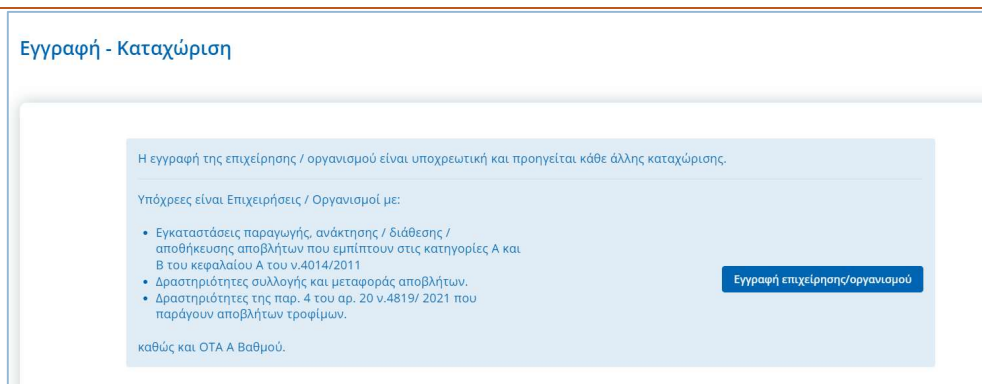 Εγγραφή - Καταχώριση
Η εγγραφή της επιχείρησης / οργανισμού είναι υποχρεωτική και προηγείται κάθε άλλης καταχώρισης.
Υπόχρεες είναι Επιχειρήσεις / Οργανισμοί με:
• Εγκαταστάσεις παραγωγής, ανάκτησης / διάθεσης /
αποθήκευσης αποβλήτων που εμπίπτουν στις κατηγορίες Α και
Β του κεφαλαίου Α του ν.4014/2011
• Δραστηριότητες συλλογής και μεταφοράς αποβλήτων.
• Δραστηριότητες της παρ. 4 του αρ. 20 ν.4819/ 2021 που
παράγουν αποβλήτων τροφίμων.
Εγγραφή επιχείρησης/οργανισμού
καθώς και ΟΤΑ Α Βαθμού.